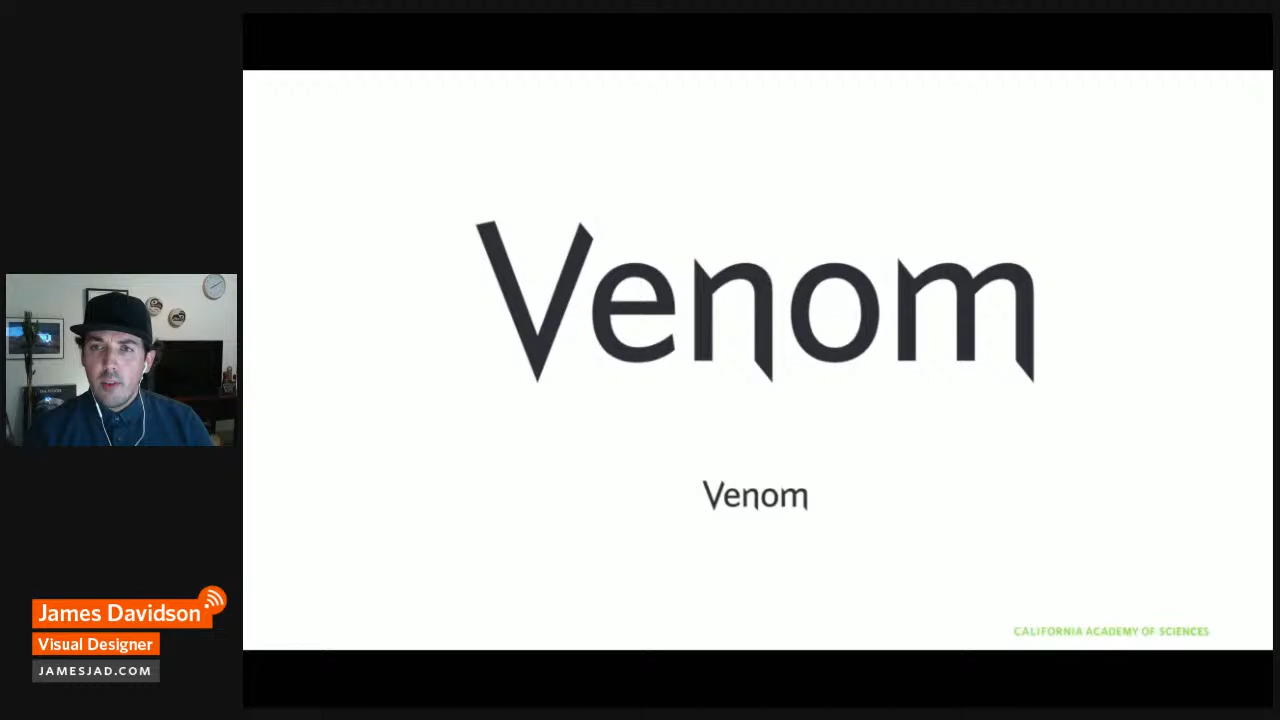 Venom
Venom
CALIFORNIA ACADEMY OF SCIENCES
James Davidson
Visual Designer
JAMESJAD.COM